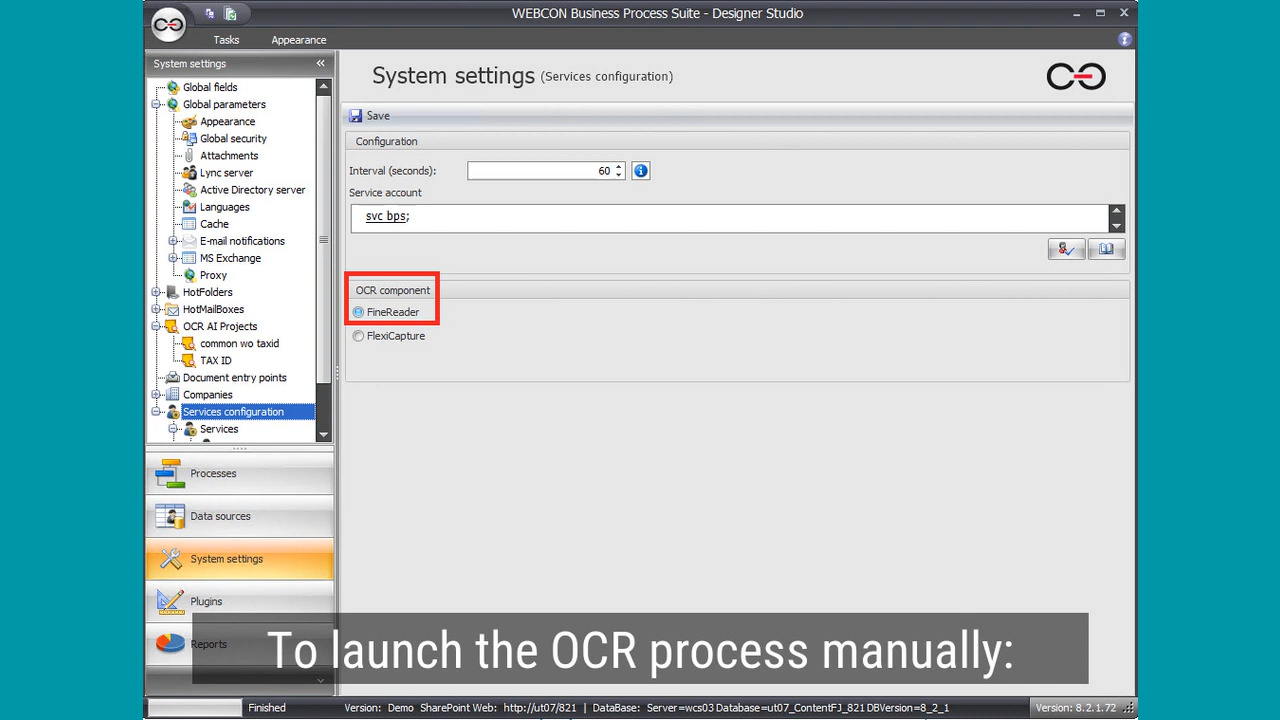 WEBCON Business Process Suite - Designer Studio
Tasks
Appearance
System settings
Global fields
Global parameters
Appearance
Global security
Attachments
Lync server
Active Directory server
Languages
Cache
E-mail notifications
MS Exchange
Proxy
HotFolders
HotMailBoxes
OCR AI Projects
common wo taxid
TAX ID
Document entry points
Companies
Services configuration
Services
Processes
Data sources
System settings
Plugins
Reports
System settings (Services configuration)
Save
Configuration
Interval (seconds): 60
Service account
svc bps;
OCR component
FineReader
FlexiCapture
To launch the OCR process manually:
Finished
Version: Demo SharePoint Web: http://ut07/821 | DataBase: Server=wcs03 Database=ut07_ContentFJ_821 DBVersion=8_2_1
Version: 8.2.1.72